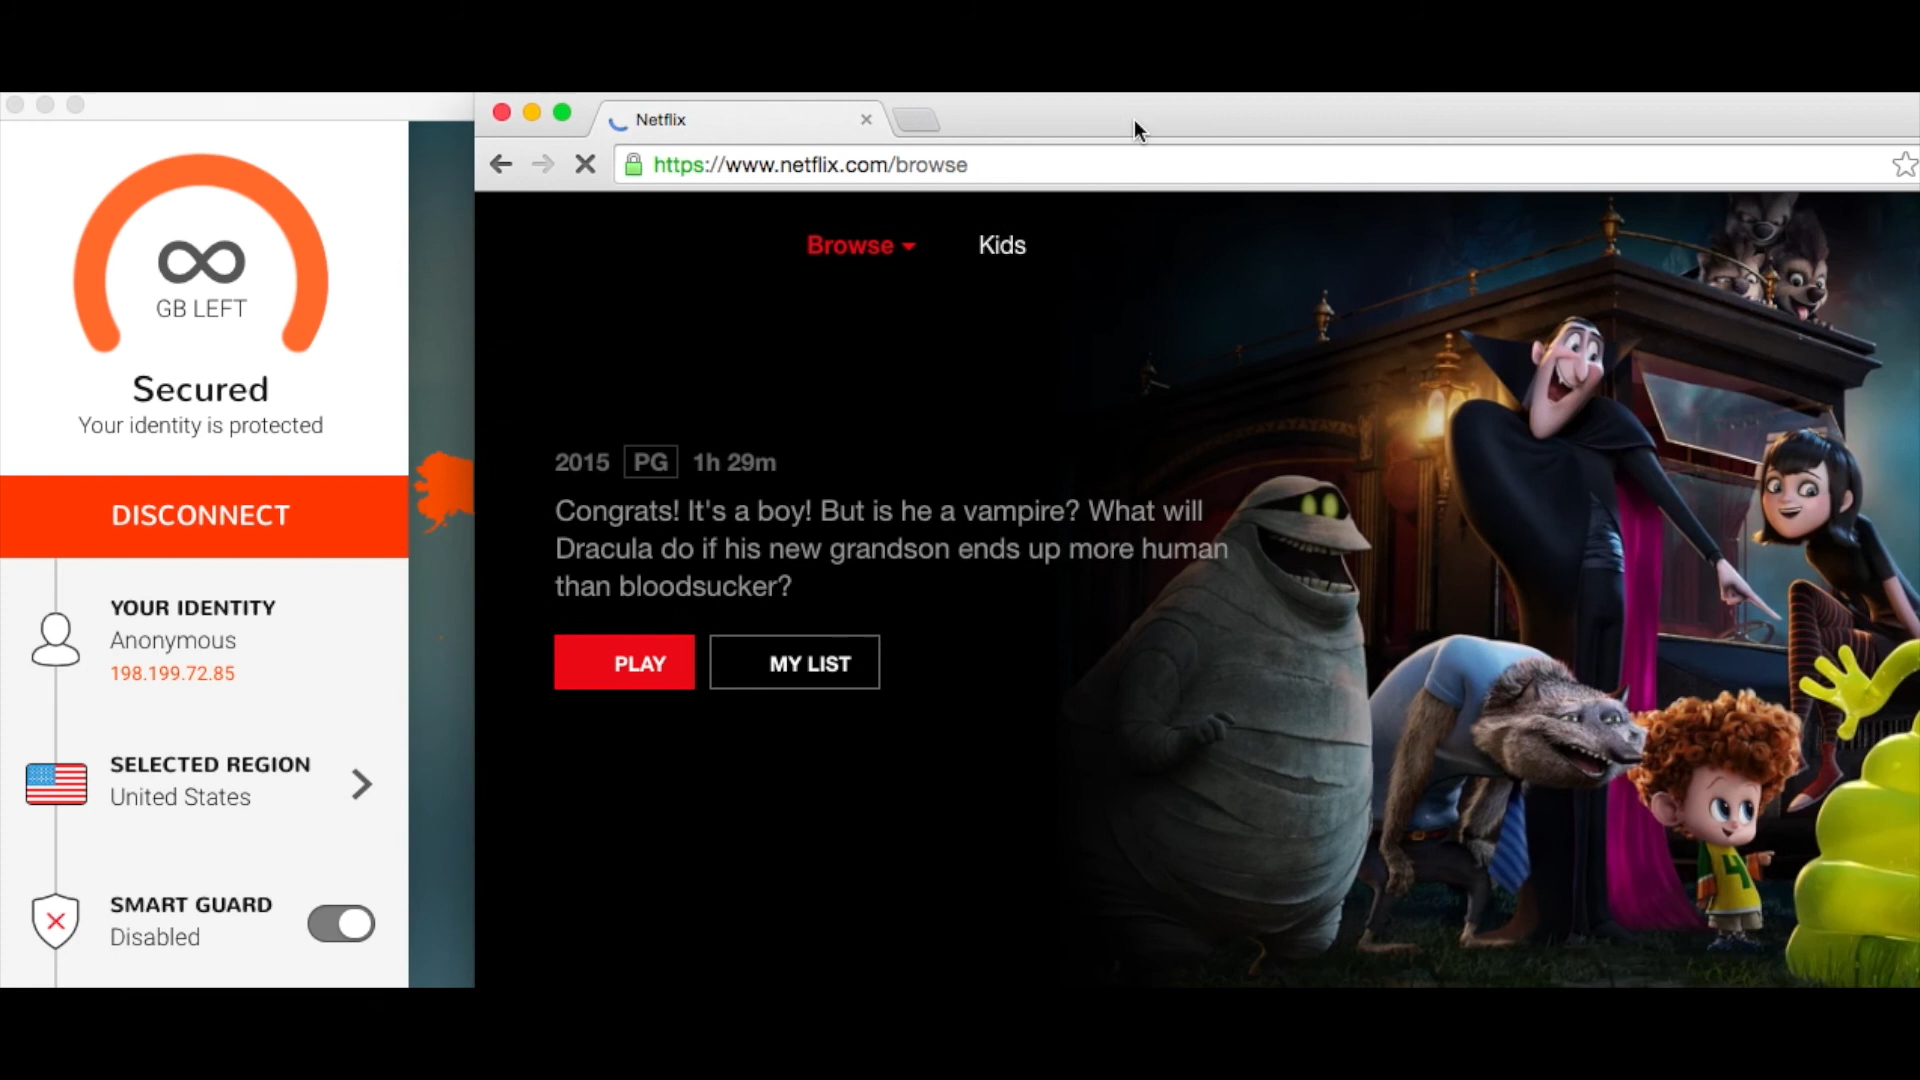 ∞
GB LEFT
Secured
Your identity is protected
DISCONNECT
YOUR IDENTITY
Anonymous
198.199.72.85
SELECTED REGION
United States
SMART GUARD
Disabled
Netflix
https://www.netflix.com/browse
Browse
Kids
2015 PG 1h 29m
Congrats! It's a boy! But is he a vampire? What will
Dracula do if his new grandson ends up more human
than bloodsucker?
PLAY
MY LIST
4